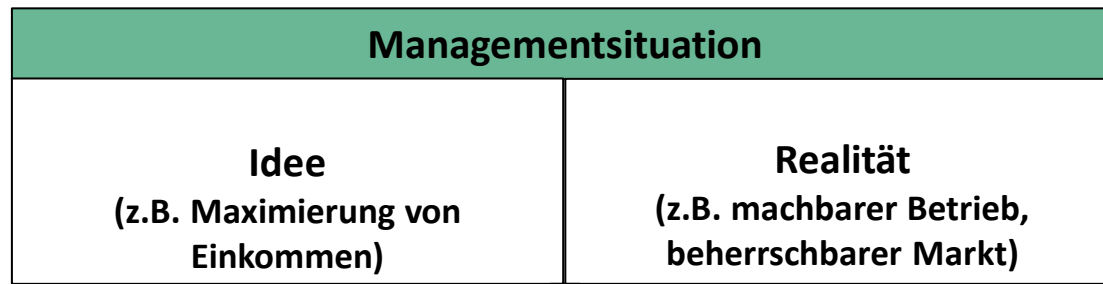 Managementsituation
Idee
(z.B. Maximierung von
Einkommen)
Realität
(z.B. machbarer Betrieb,
beherrschbarer Markt)